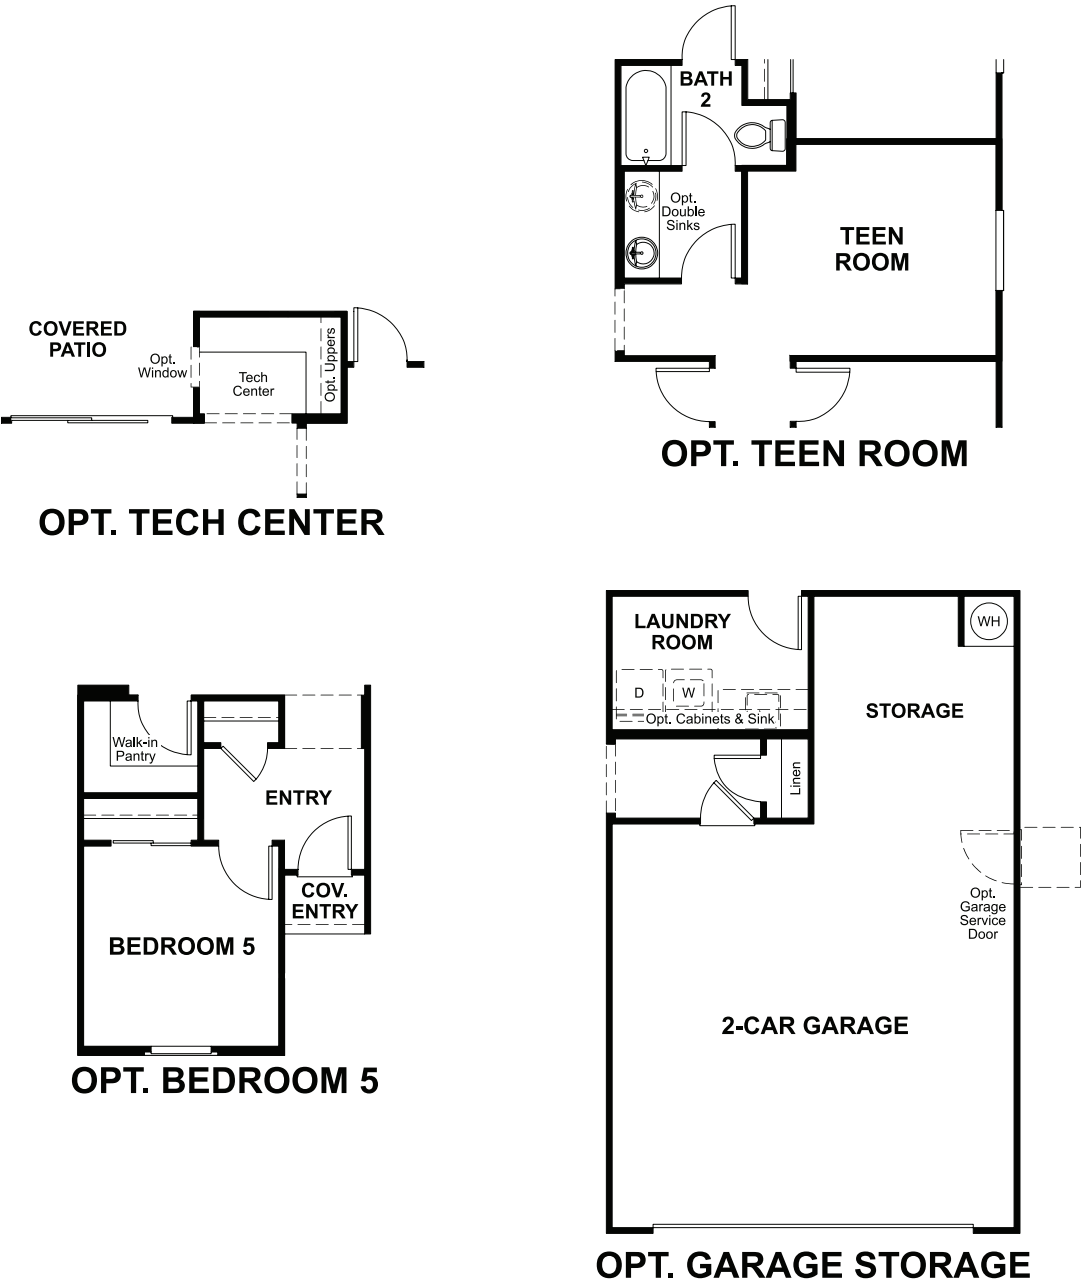 COVERED
PATIO
Opt.
Window
Tech
Center
Opt. Uppers
OPT. TECH CENTER
BATH
2
Opt.
Double
Sinks
TEEN
ROOM
OPT. TEEN ROOM
Walk-in
Pantry
ENTRY
COV.
ENTRY
BEDROOM 5
OPT. BEDROOM 5
LAUNDRY
ROOM
D
W
Opt. Cabinets & Sink
WH
STORAGE
Linen
Opt.
Garage
Service
Door
2-CAR GARAGE
OPT. GARAGE STORAGE